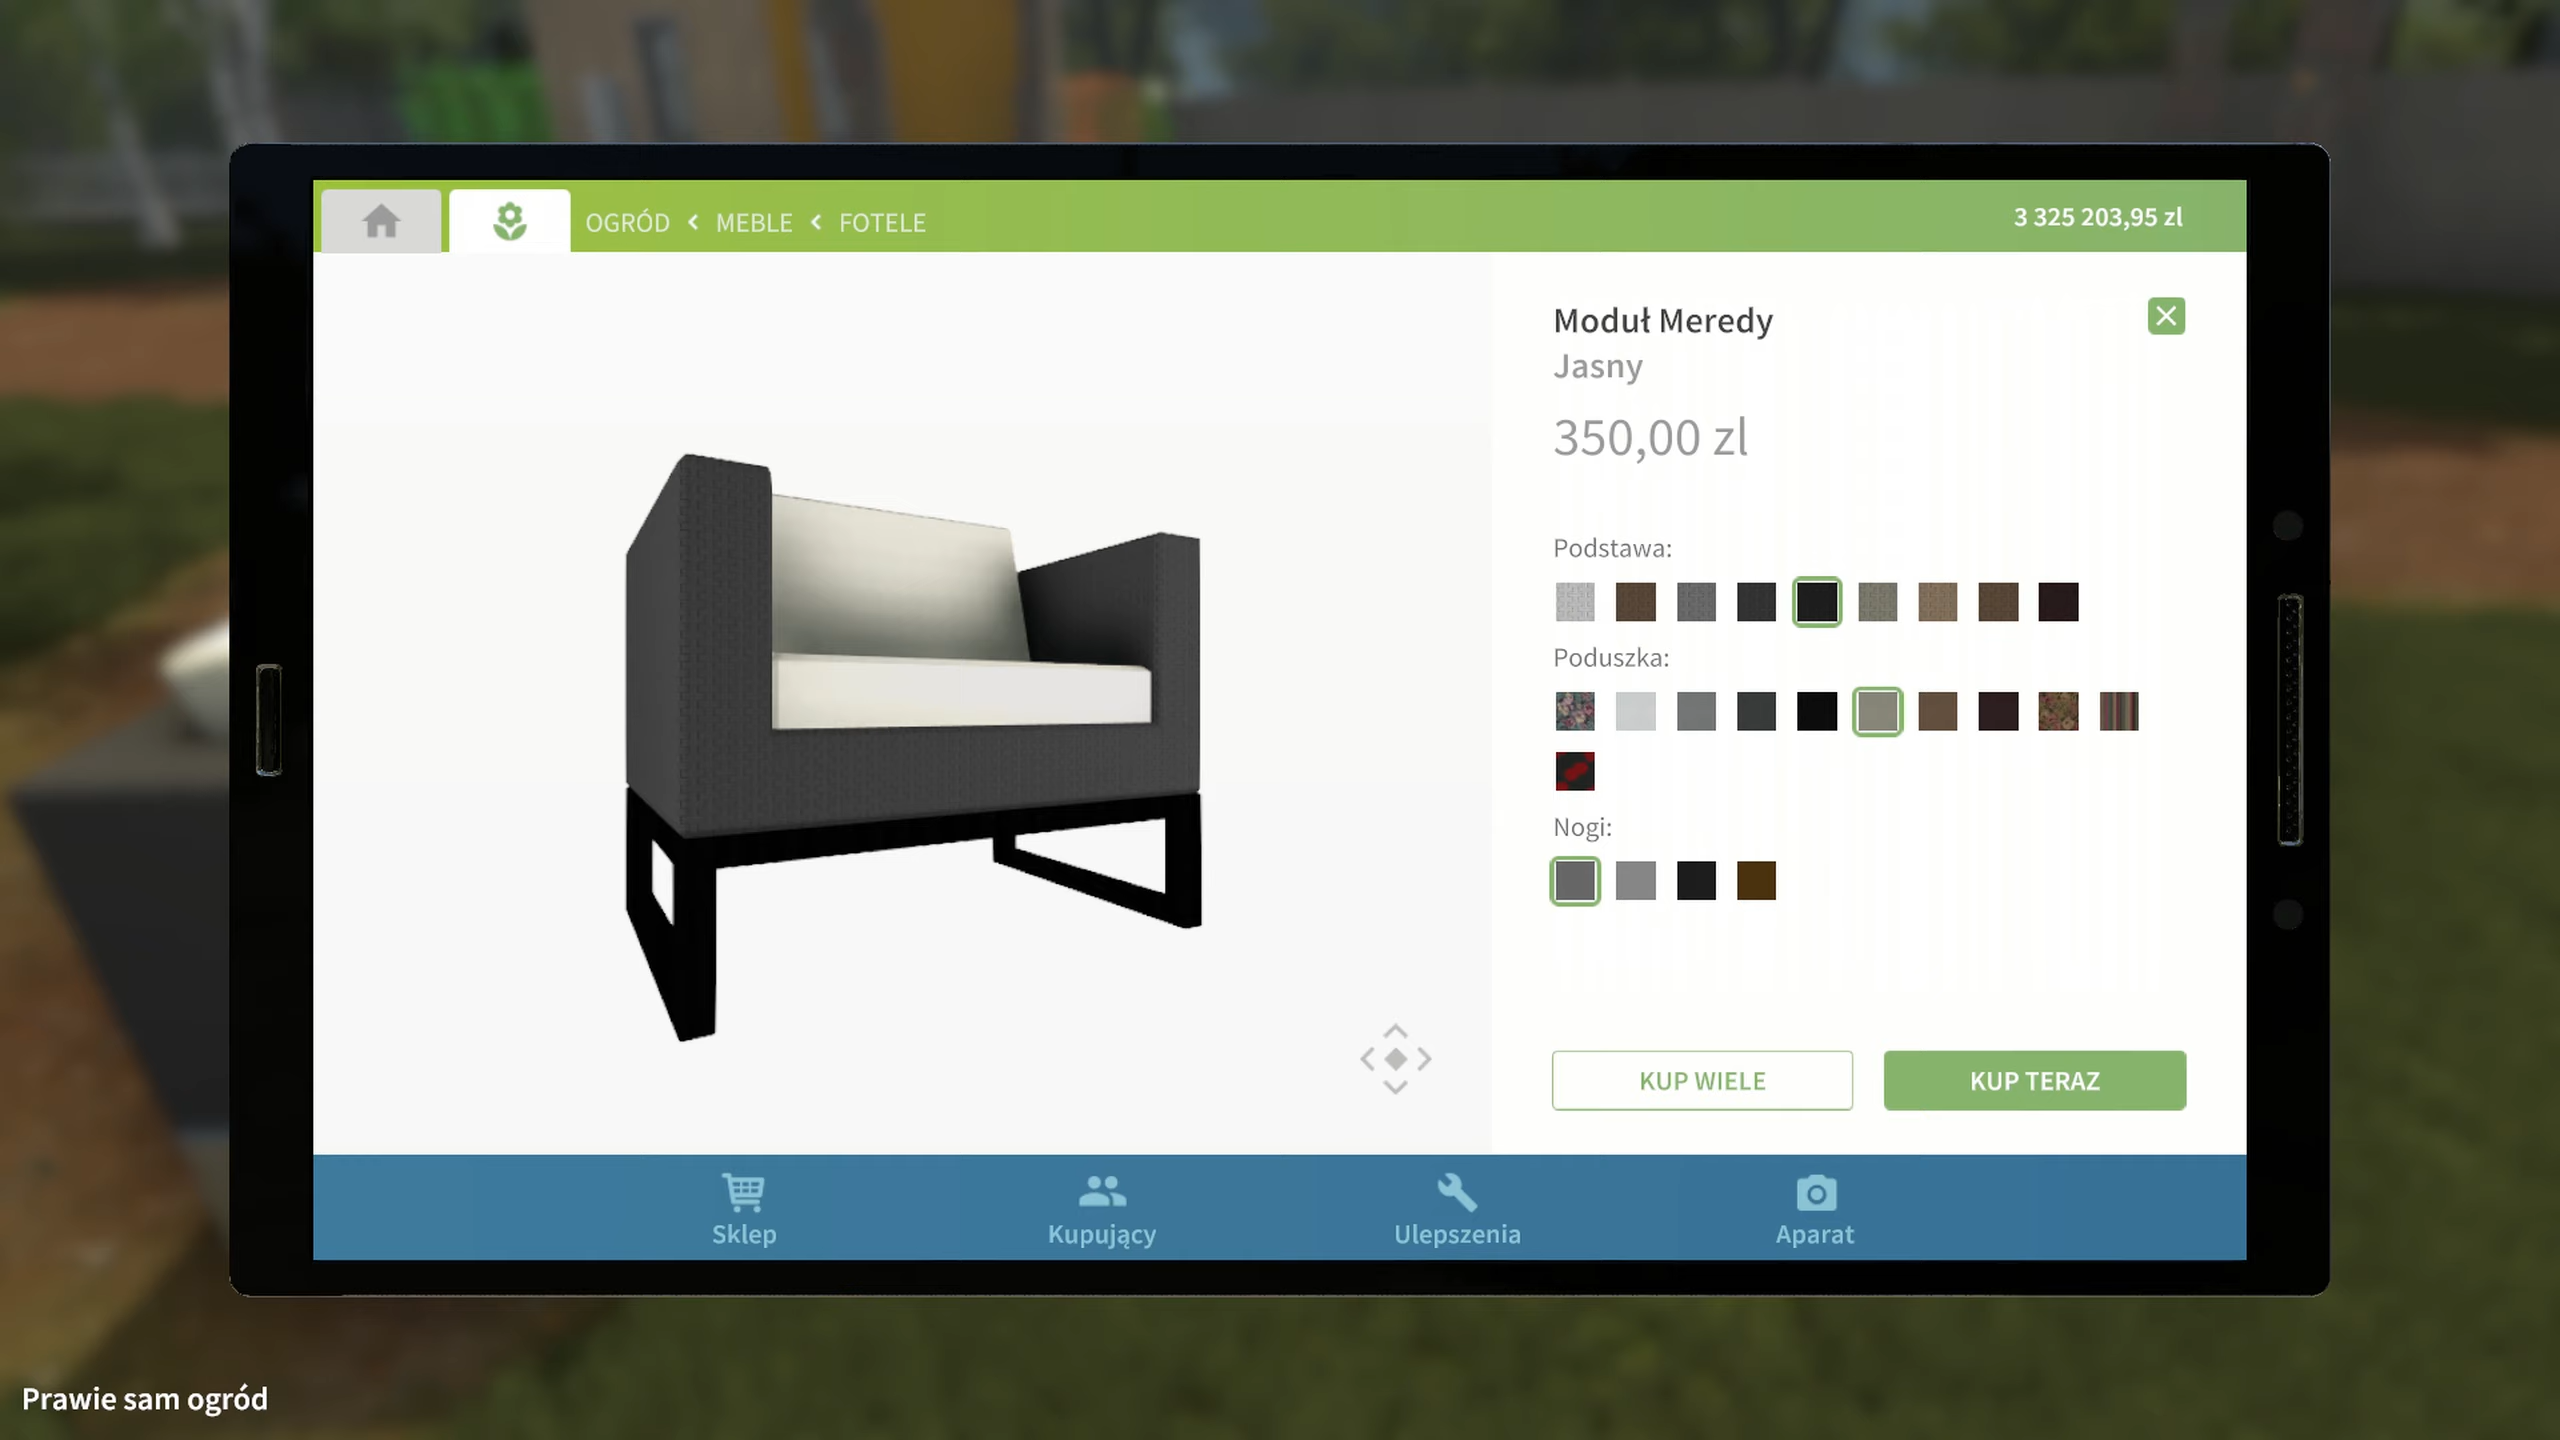 OGRÓD < MEBLE < FOTELE
3 325 203,95 zl
Moduł Meredy
Jasny
350,00 zl
Podstawa:
Poduszka:
Nogi:
KUP WIELE
KUP TERAZ
Sklep
Kupujący
Ulepszenia
Aparat
Prawie sam ogród